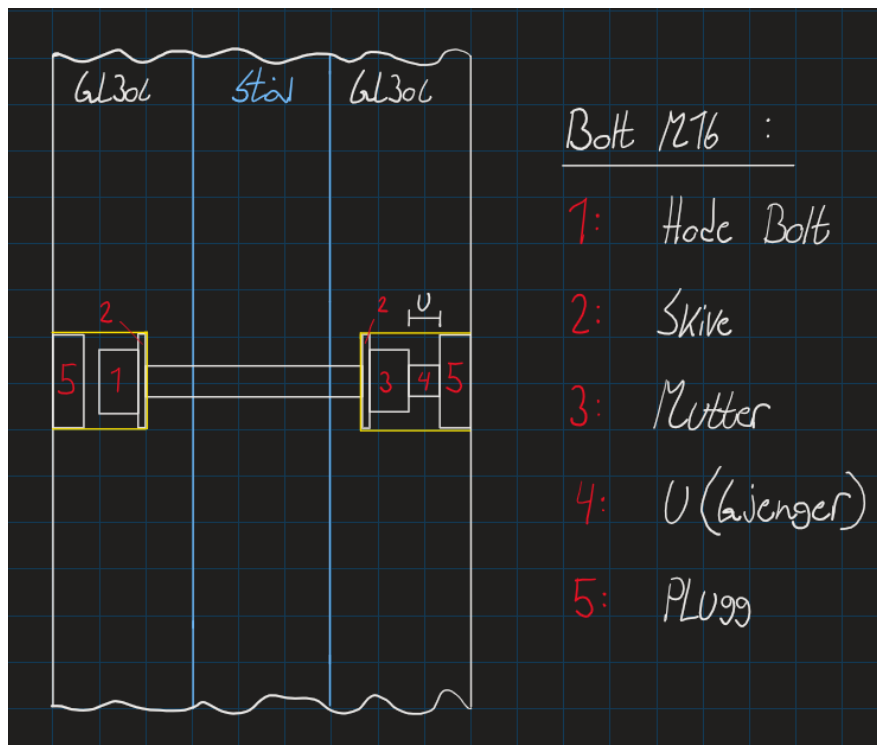 GL30c Stål GL30c
Bolt M16 :
1: Hode Bolt
2: Skive
3: Mutter
4: U (Gjenger)
5: PLUgg
2 2 U
5 1 3 4 5